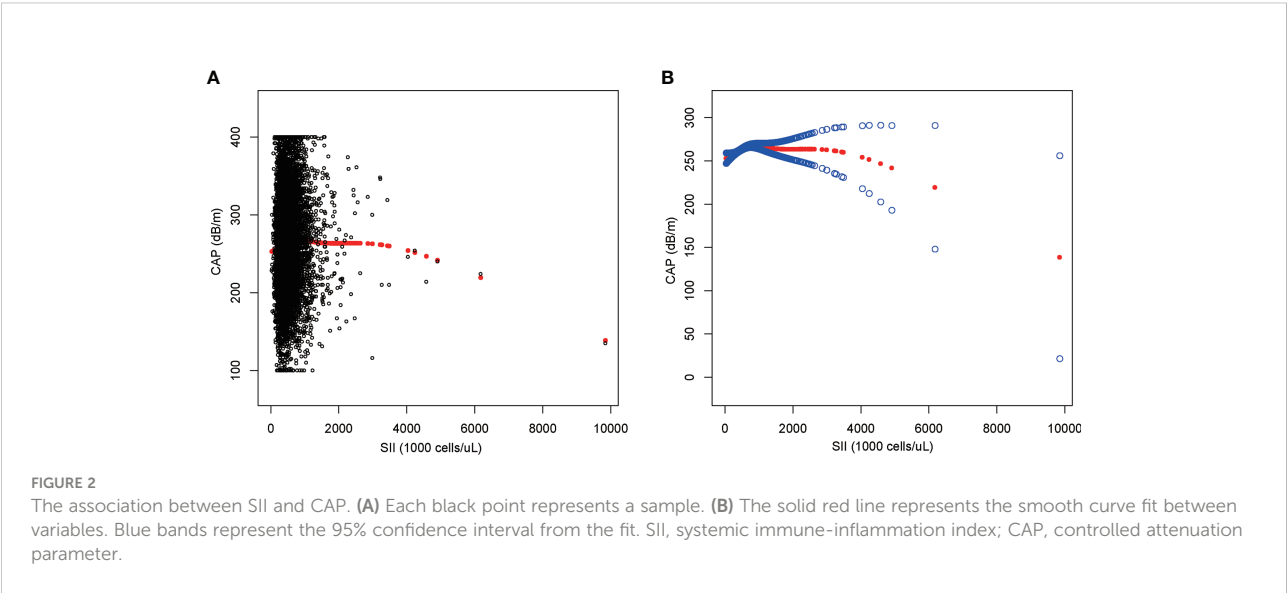 A
B
CAP (dB/m)
400
300
200
100
0 2000 4000 6000 8000 10000
SII (1000 cells/uL)
CAP (dB/m)
300
250
200
150
100
50
0
0 2000 4000 6000 8000 10000
SII (1000 cells/uL)
FIGURE 2
The association between SII and CAP. (A) Each black point represents a sample. (B) The solid red line represents the smooth curve fit between
variables. Blue bands represent the 95% confidence interval from the fit. SII, systemic immune-inflammation index; CAP, controlled attenuation
parameter.